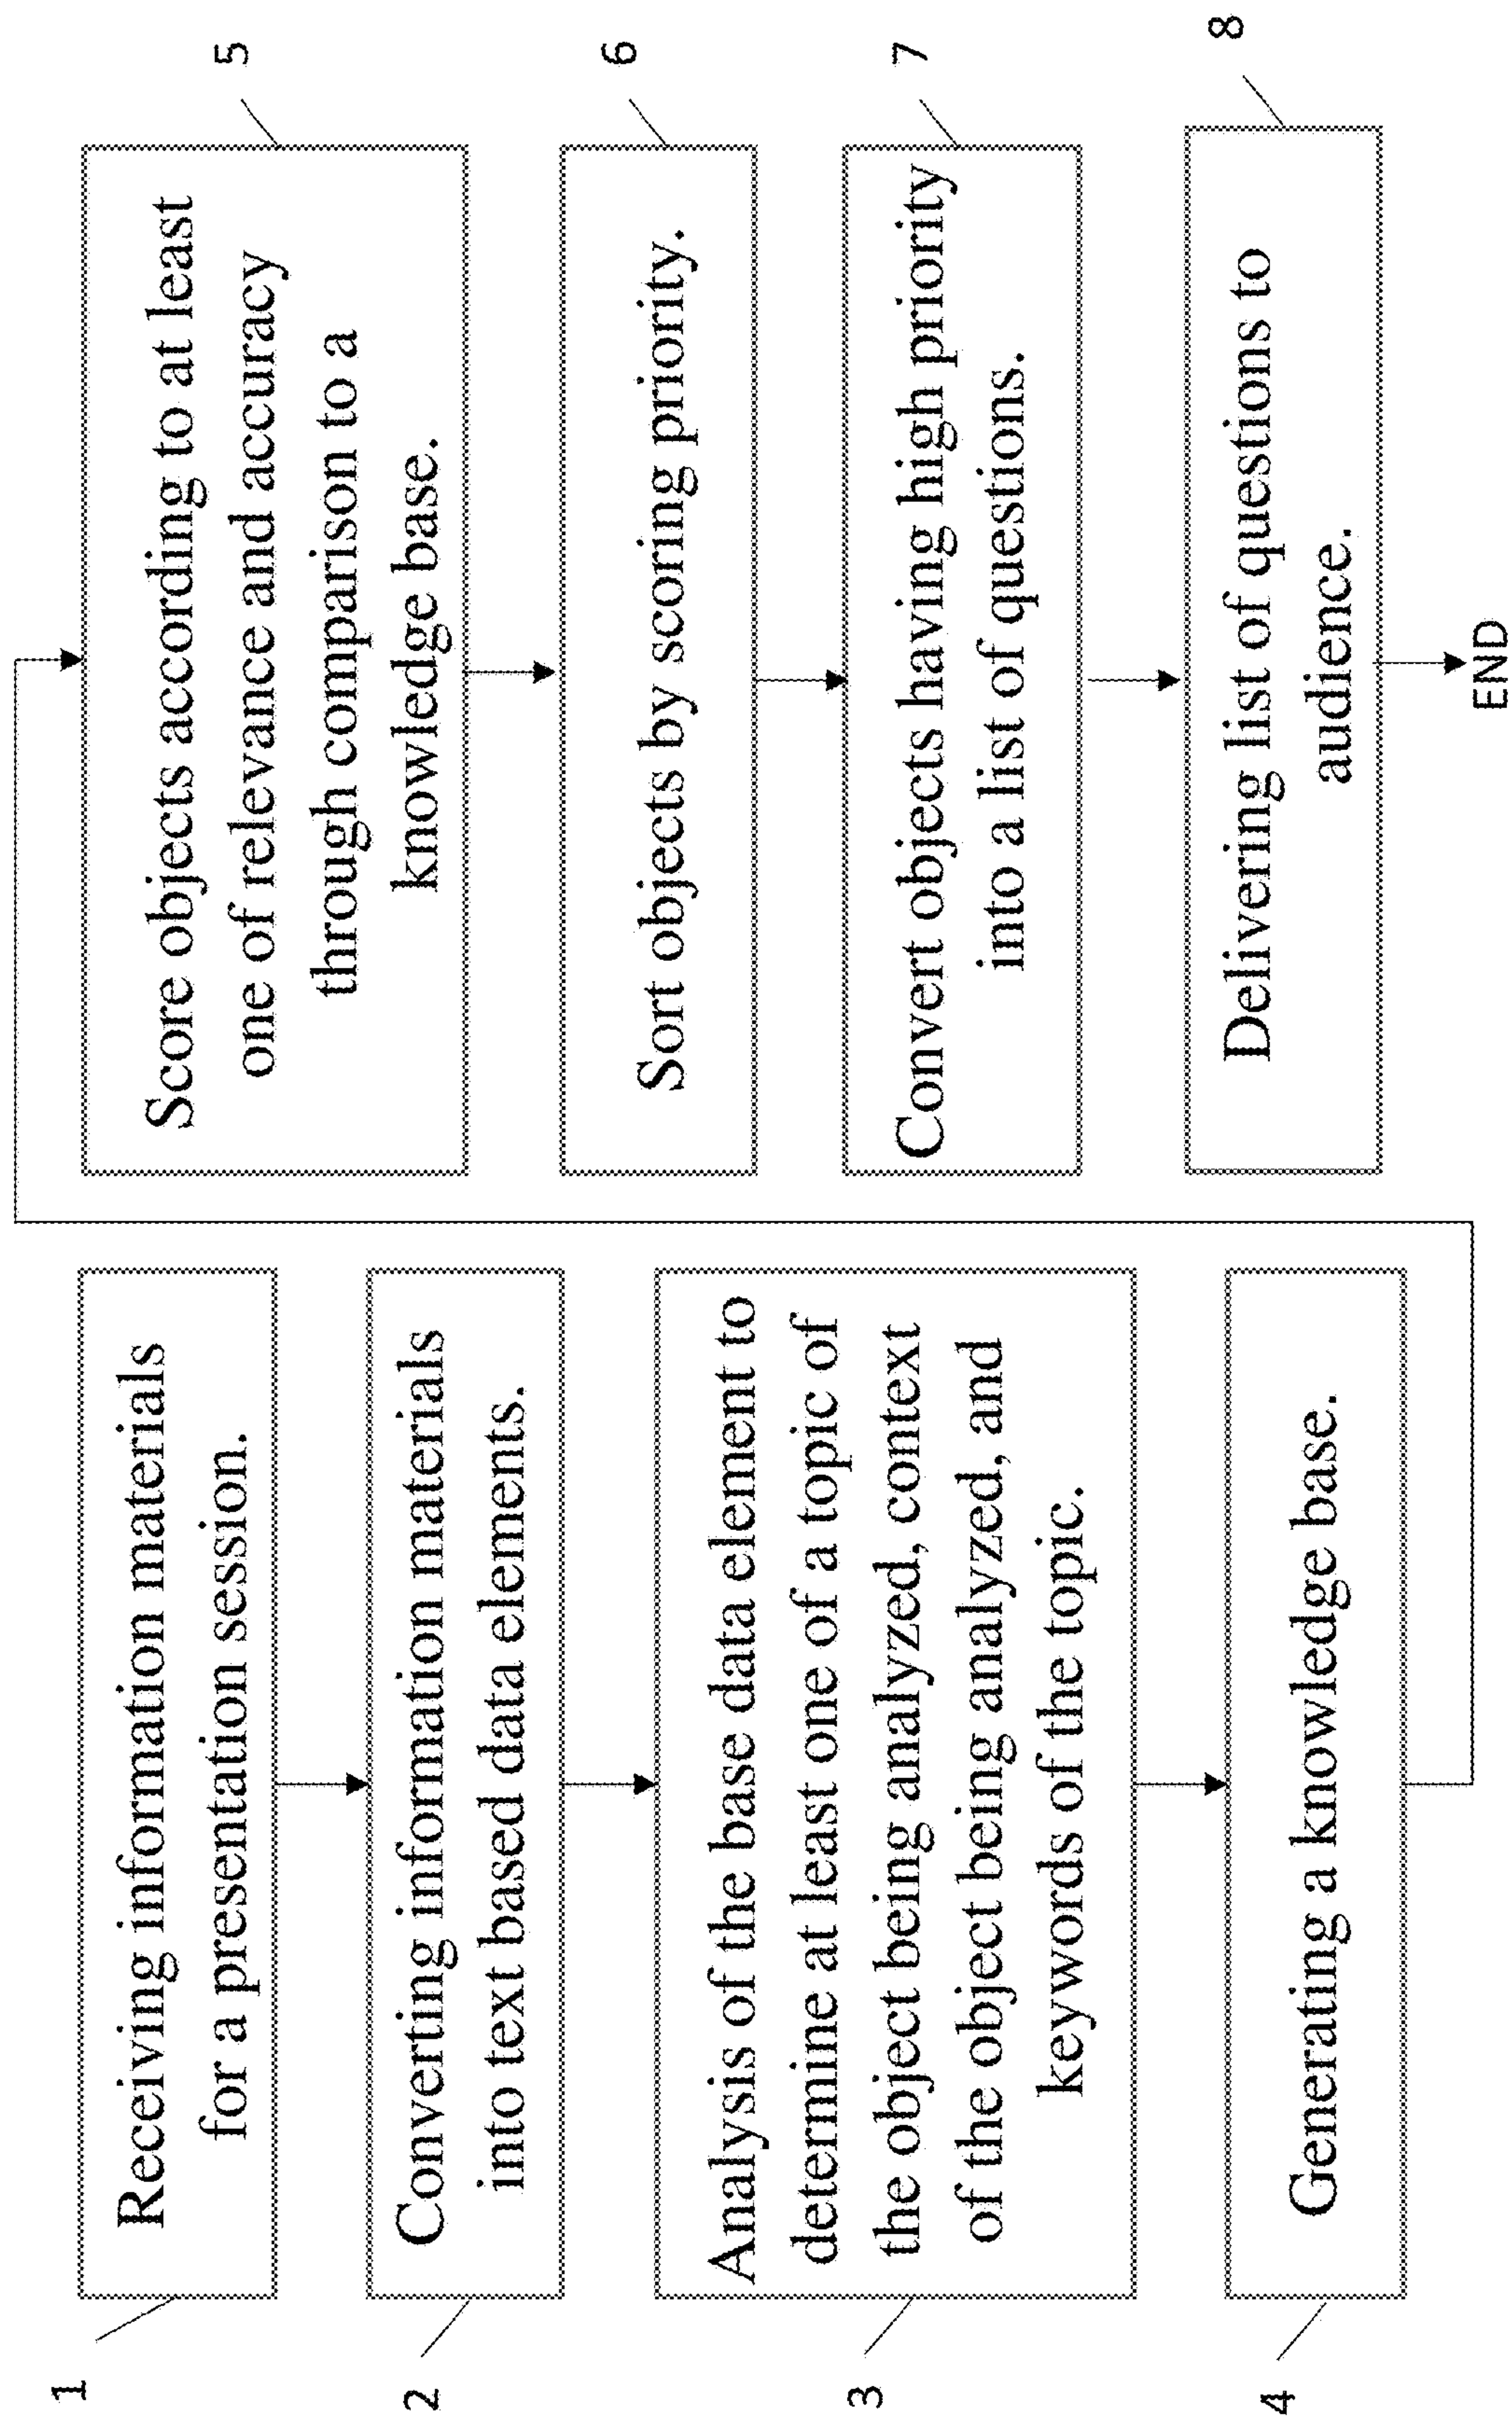 1
Receiving information materials
for a presentation session.
2
Converting information materials
into text based data elements.
3
Analysis of the base data element to
determine at least one of a topic of
the object being analyzed, context
of the object being analyzed, and
keywords of the topic.
4
Generating a knowledge base.
5
Score objects according to at least
one of relevance and accuracy
through comparison to a
knowledge base.
6
Sort objects by scoring priority.
7
Convert objects having high priority
into a list of questions.
8
Delivering list of questions to
audience.
END